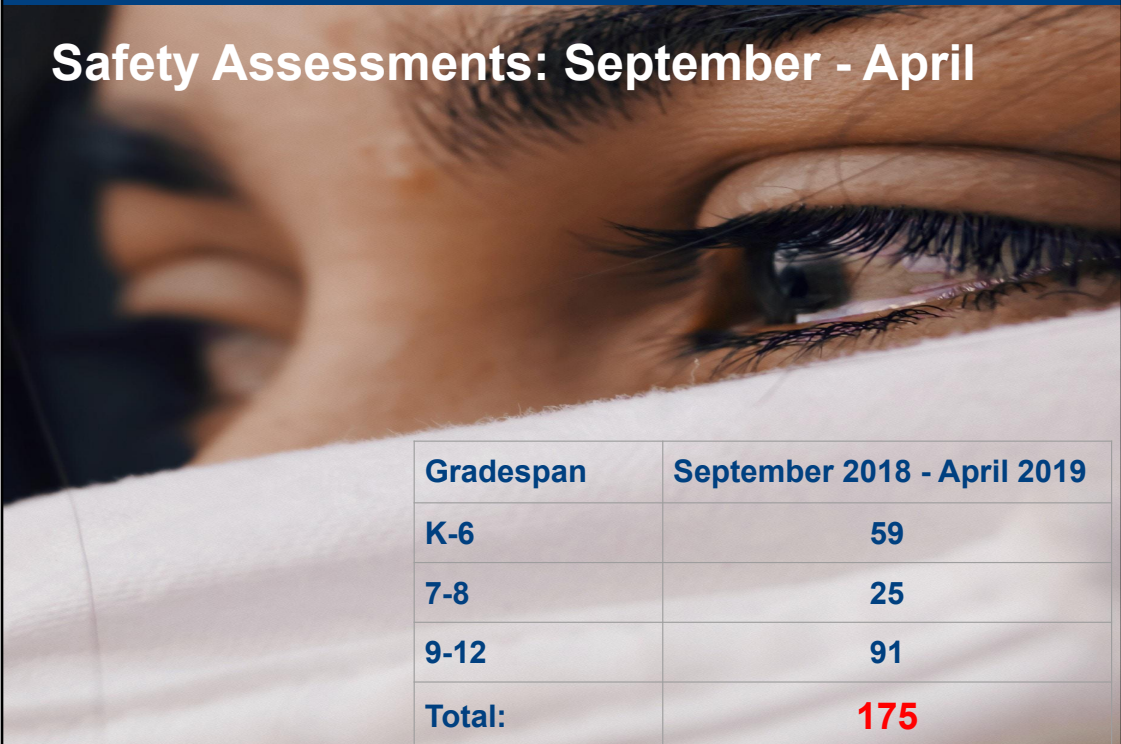 Safety Assessments: September - April
Gradespan September 2018 - April 2019
K-6 59
7-8 25
9-12 91
Total: 175